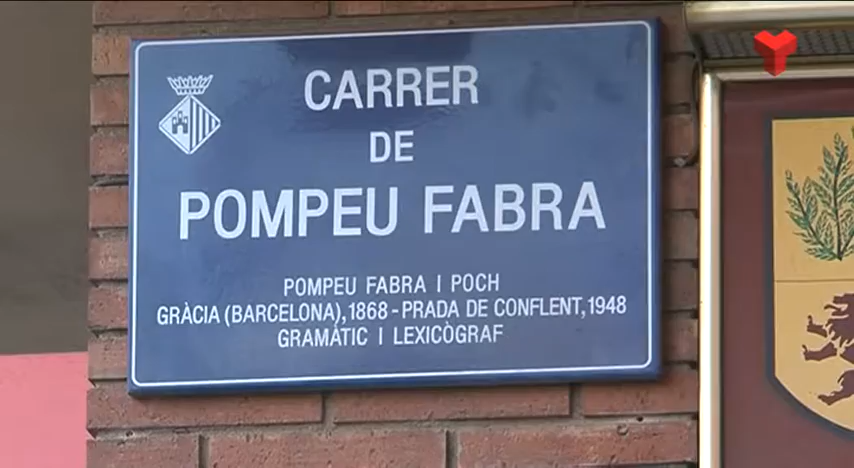 CARRER
DE
POMPEU FABRA
POMPEU FABRA I POCH
GRÀCIA (BARCELONA), 1868 - PRADA DE CONFLENT, 1948
GRAMÀTIC I LEXICÒGRAF